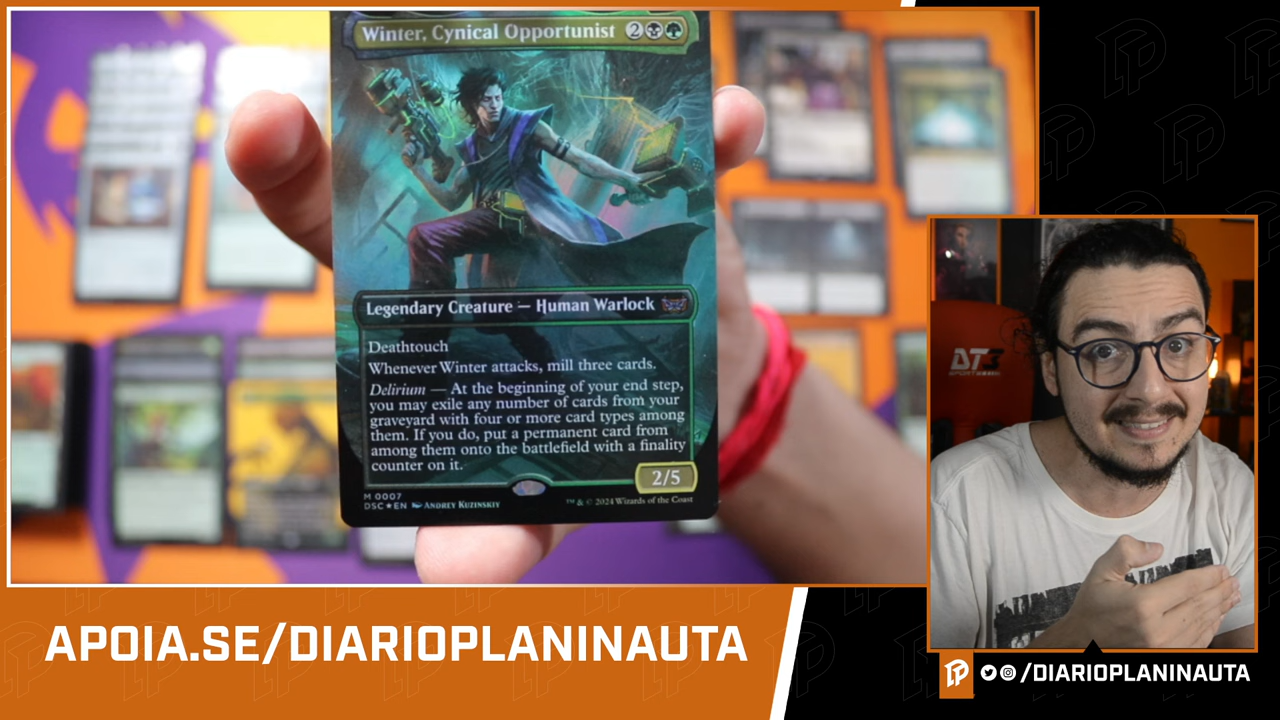 Winter, Cynical Opportunist 2
Legendary Creature — Human Warlock
Deathtouch
Whenever Winter attacks, mill three cards.
Delirium — At the beginning of your end step,
you may exile any number of cards from your
graveyard with four or more card types among
them. If you do, put a permanent card from
among them onto the battlefield with a finality
counter on it.
2/5
M 0007
DSC ★ EN ANDREY KUZINSKIY
™ & © 2024 Wizards of the Coast
DT3
SPORTS
APOIA.SE/DIARIOPLANINAUTA
/DIARIOPLANINAUTA